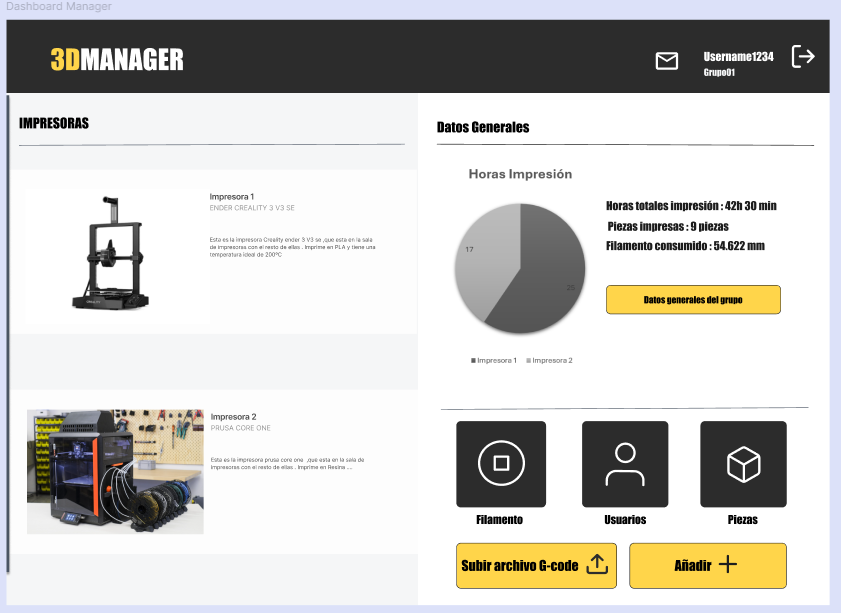 Dashboard Manager
3DMANAGER
Username1234
Grupo01
IMPRESORAS
Impresora 1
ENDER CREALITY 3 V3 SE
Esta es la impresora Creality ender 3 V3 se ,que esta en la sala
de impresoras con el resto de ellas . Imprime en PLA y tiene una
temperatura ideal de 200ºC
Impresora 2
PRUSA CORE ONE
Esta es la impresora prusa core one ,que esta en la sala de
Impresoras con el resto de ellas . Imprime en Resina ...
Datos Generales
Horas Impresión
17
25
Impresora 1
Impresora 2
Horas totales impresión : 42h 30 min
Piezas impresas : 9 piezas
Filamento consumido : 54.622 mm
Datos generales del grupo
Filamento
Usuarios
Piezas
Subir archivo G-code
Añadir